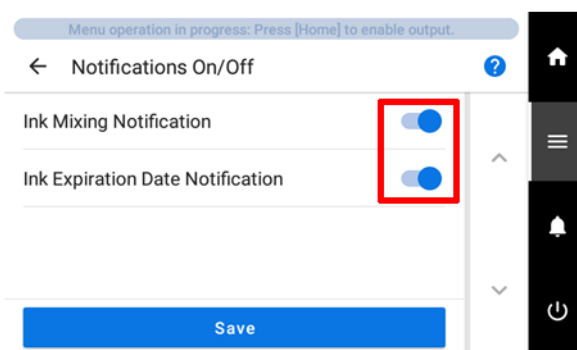 Menu operation in progress: Press [Home] to enable output.
Notifications On/Off
?
Ink Mixing Notification
Ink Expiration Date Notification
Save